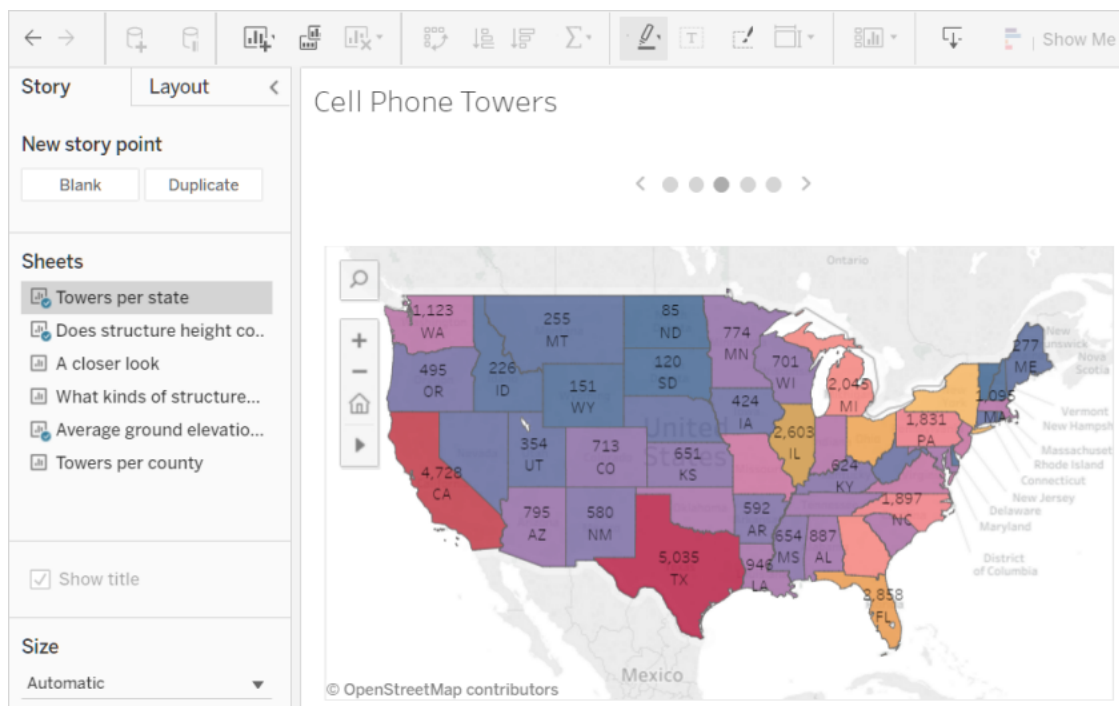 Show Me
Story Layout
Cell Phone Towers
New story point
Blank Duplicate
Sheets
Towers per state
Does structure height co..
A closer look
What kinds of structure...
Average ground elevatio...
Towers per county
Show title
Size
Automatic
Ontario
1,123
WA
255
MT
85
ND
774
MN
277
ME
Nova
Scotia
495
OR
226
ID
120
SD
701
WI
2,045
MI
151
WY
424
IA
1,095
MA
1,831
PA
Vermont
New Hampsh
Massachuset
Rhode Island
Connecticut
New Jersey
Delaware
Maryland
District
of Columbia
United
States
354
UT
713
CO
651
KS
2,603
IL
624
KY
4,728
CA
795
AZ
580
NM
592
AR
1,897
NC
654
MS
887
AL
5,035
TX
946
LA
FL
Mexico
© OpenStreetMap contributors